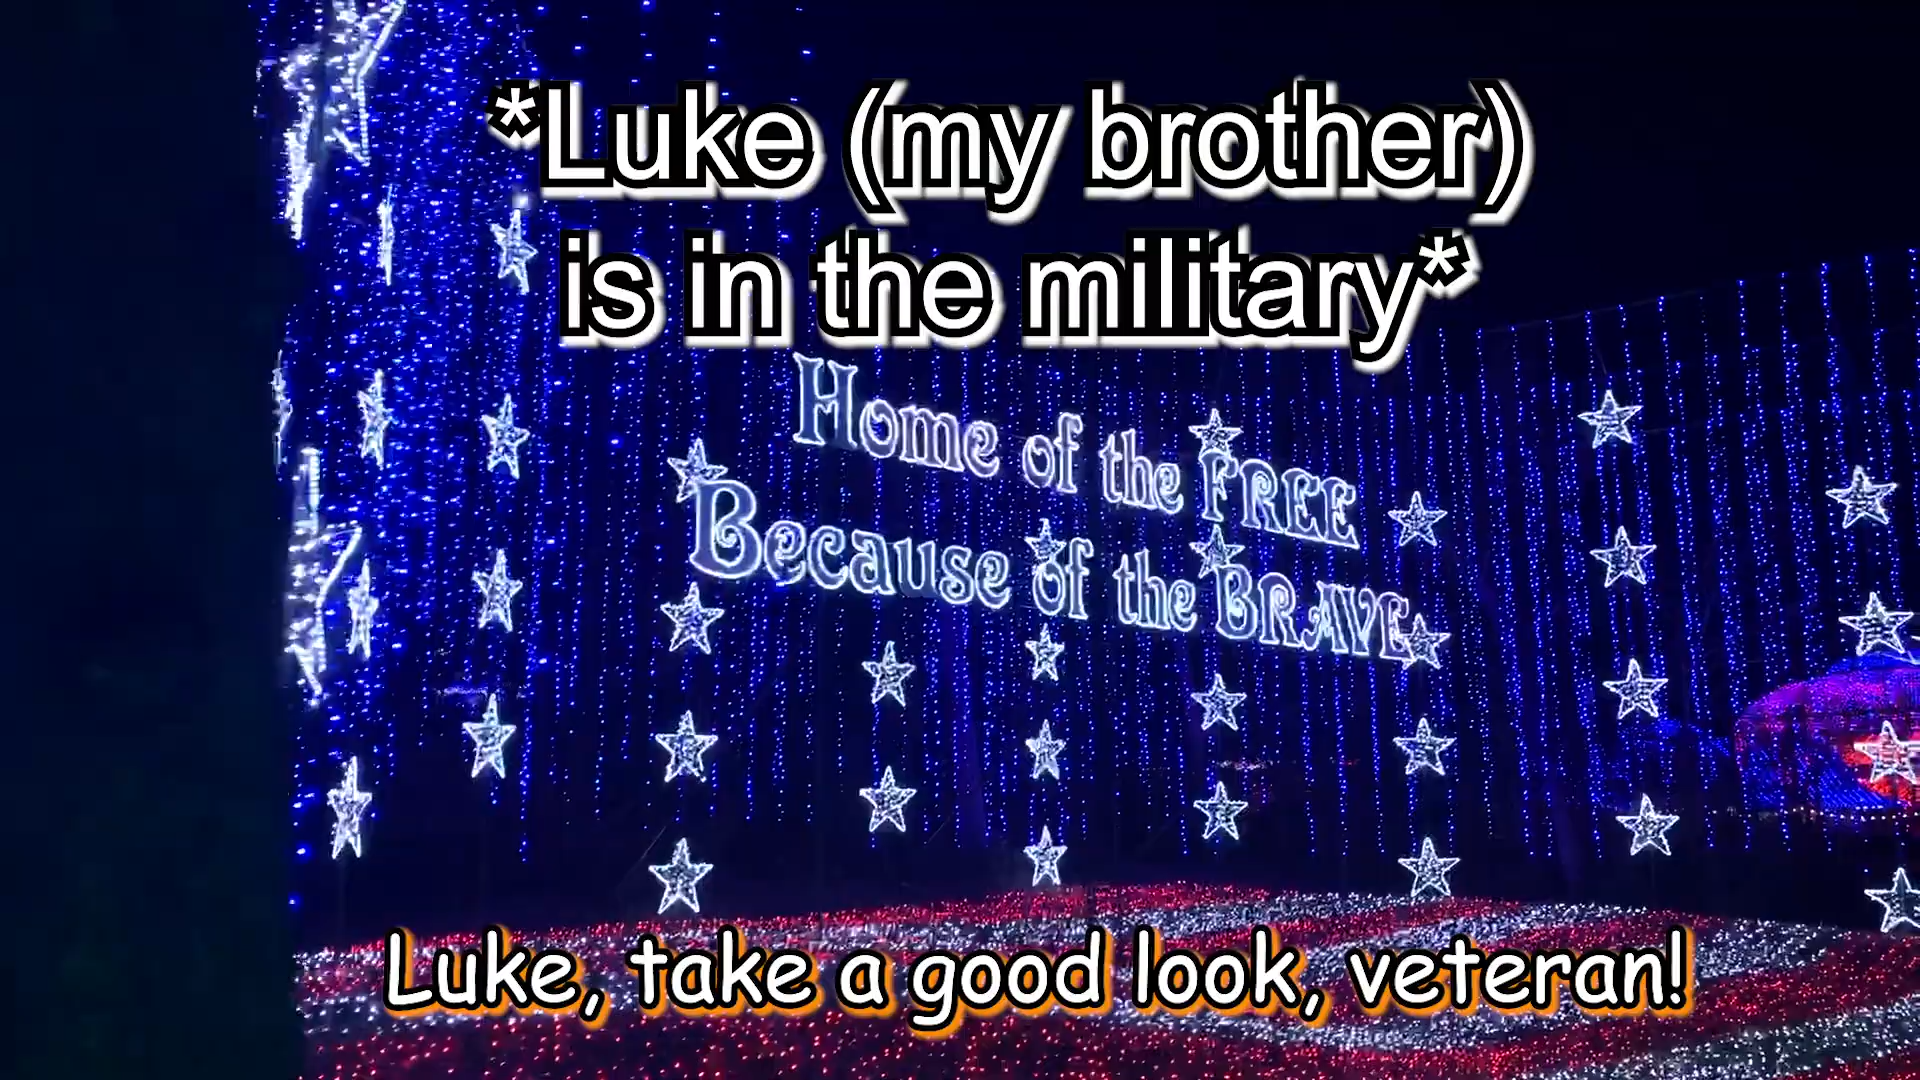 *Luke (my brother)
is in the military*
Home of the FREE
Because of the BRAVE
Luke, take a good look, veteran!